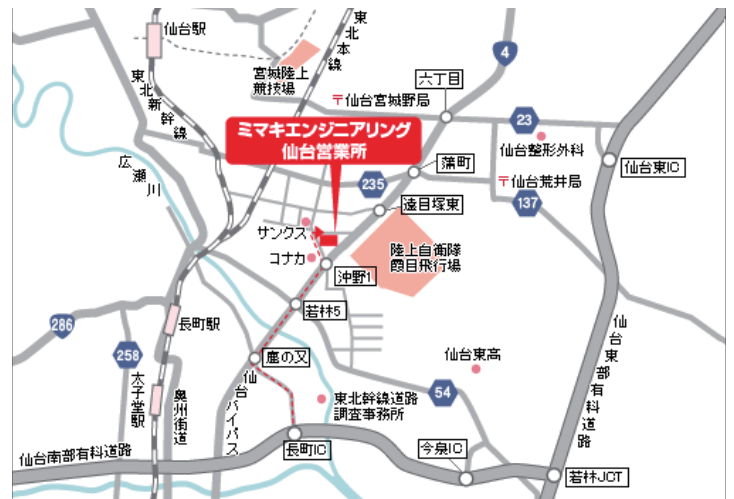 仙台駅
東北本線
4
宮城陸上
競技場
六丁目
東北新幹線
〒仙台宮城野局
23
ミマキエンジニアリング
仙台営業所
仙台整形外科
広瀬川
蒲町
仙台東IC
235
〒仙台荒井局
遠目塚東
137
サンクス
陸上自衛隊
霞目飛行場
コナカ
沖野1
若林5
286
長町駅
258
鹿の又
仙台東高
仙台東部有料道路
太子堂駅
奥州街道
仙台バイパス
54
東北幹線道路
調査事務所
仙台南部有料道路
長町IC
今泉IC
若林JCT